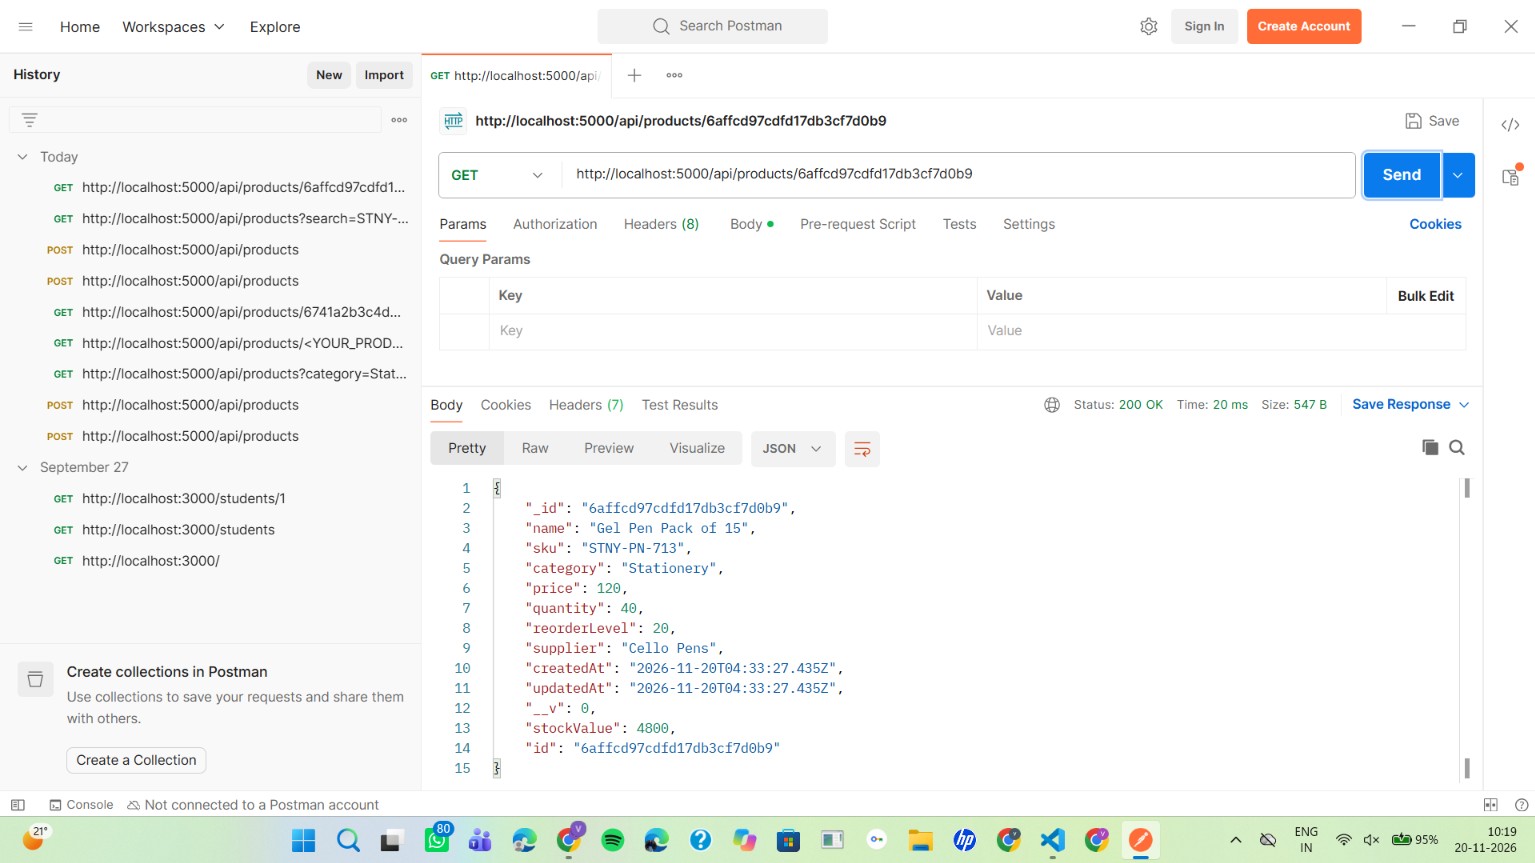 Home
Workspaces
Explore
Search Postman
Sign In
Create Account
History
New
Import
GET http://localhost:5000/api/
http://localhost:5000/api/products/6affcd97cdfd17db3cf7d0b9
Save
Today
GET http://localhost:5000/api/products/6affcd97cdfd1...
GET http://localhost:5000/api/products?search=STNY-...
POST http://localhost:5000/api/products
POST http://localhost:5000/api/products
GET http://localhost:5000/api/products/6741a2b3c4d...
GET http://localhost:5000/api/products/<YOUR_PROD...
GET http://localhost:5000/api/products?category=Stat...
POST http://localhost:5000/api/products
POST http://localhost:5000/api/products
September 27
GET http://localhost:3000/students/1
GET http://localhost:3000/students
GET http://localhost:3000/
Create collections in Postman
Use collections to save your requests and share them
with others.
Create a Collection
HTTP
GET
http://localhost:5000/api/products/6affcd97cdfd17db3cf7d0b9
Send
Params Authorization Headers (8) Body Pre-request Script Tests Settings Cookies
Query Params
Key Value Bulk Edit
Key Value
Body Cookies Headers (7) Test Results Status: 200 OK Time: 20 ms Size: 547 B Save Response
Pretty Raw Preview Visualize JSON
1 {
2 "_id": "6affcd97cdfd17db3cf7d0b9",
3 "name": "Gel Pen Pack of 15",
4 "sku": "STNY-PN-713",
5 "category": "Stationery",
6 "price": 120,
7 "quantity": 40,
8 "reorderLevel": 20,
9 "supplier": "Cello Pens",
10 "createdAt": "2026-11-20T04:33:27.435Z",
11 "updatedAt": "2026-11-20T04:33:27.435Z",
12 "__v": 0,
13 "stockValue": 4800,
14 "id": "6affcd97cdfd17db3cf7d0b9"
15 }
Console Not connected to a Postman account
21°
80
V
V
V
hp
ENG
IN
95%
10:19
20-11-2026